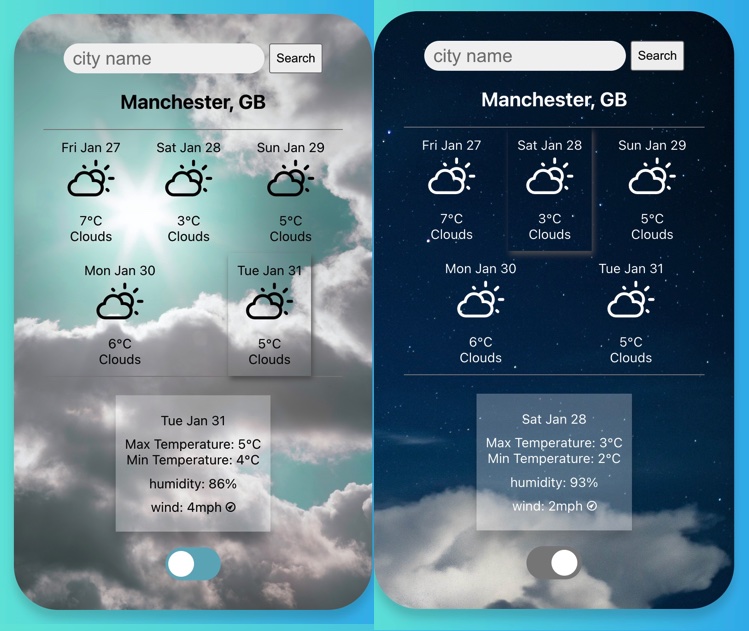 city name
Search
Manchester, GB
Fri Jan 27
Sat Jan 28
Sun Jan 29
7°C
Clouds
3°C
Clouds
5°C
Clouds
Mon Jan 30
Tue Jan 31
6°C
Clouds
5°C
Clouds
Tue Jan 31
Max Temperature: 5°C
Min Temperature: 4°C
humidity: 86%
wind: 4mph
city name
Search
Manchester, GB
Fri Jan 27
Sat Jan 28
Sun Jan 29
7°C
Clouds
3°C
Clouds
5°C
Clouds
Mon Jan 30
Tue Jan 31
6°C
Clouds
5°C
Clouds
Sat Jan 28
Max Temperature: 3°C
Min Temperature: 2°C
humidity: 93%
wind: 2mph